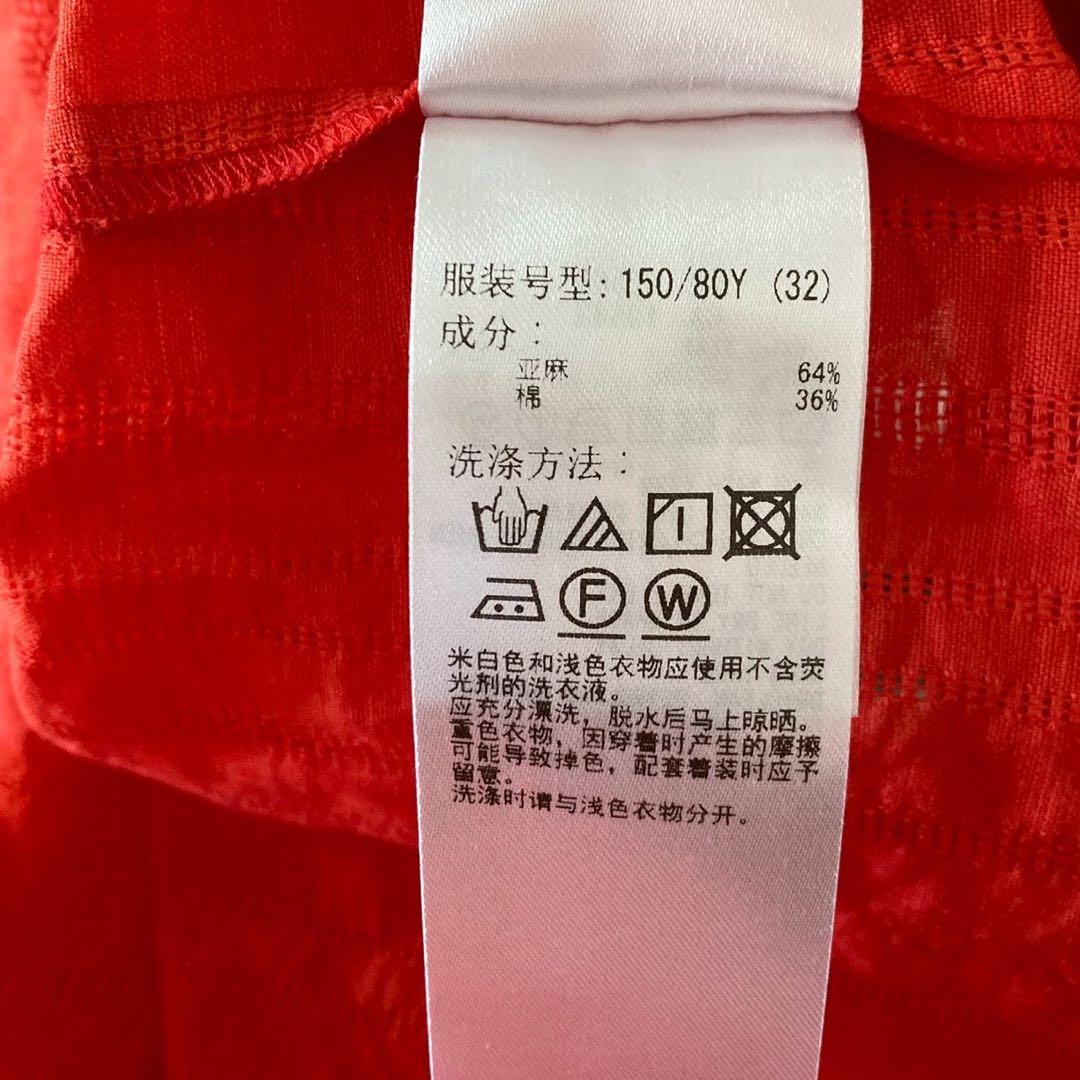 服装号型: 150/80Y (32)
成分:
亚麻 64%
棉 36%
洗涤方法:
F W
米白色和浅色衣物应使用不含荧
光剂的洗衣液。
应充分漂洗,脱水后马上晾晒。
重色衣物,因穿着时产生的摩擦
可能导致掉色,配套着装时应予
留意。
洗涤时请与浅色衣物分开。